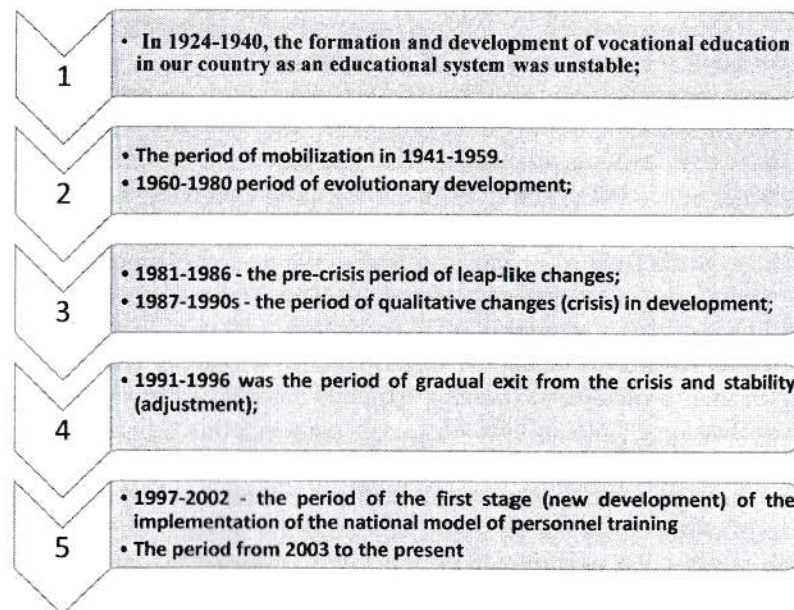 1
• In 1924-1940, the formation and development of vocational education
in our country as an educational system was unstable;
2
• The period of mobilization in 1941-1959.
• 1960-1980 period of evolutionary development;
3
• 1981-1986 - the pre-crisis period of leap-like changes;
• 1987-1990s - the period of qualitative changes (crisis) in development;
4
• 1991-1996 was the period of gradual exit from the crisis and stability
(adjustment);
5
• 1997-2002 - the period of the first stage (new development) of the
implementation of the national model of personnel training
• The period from 2003 to the present